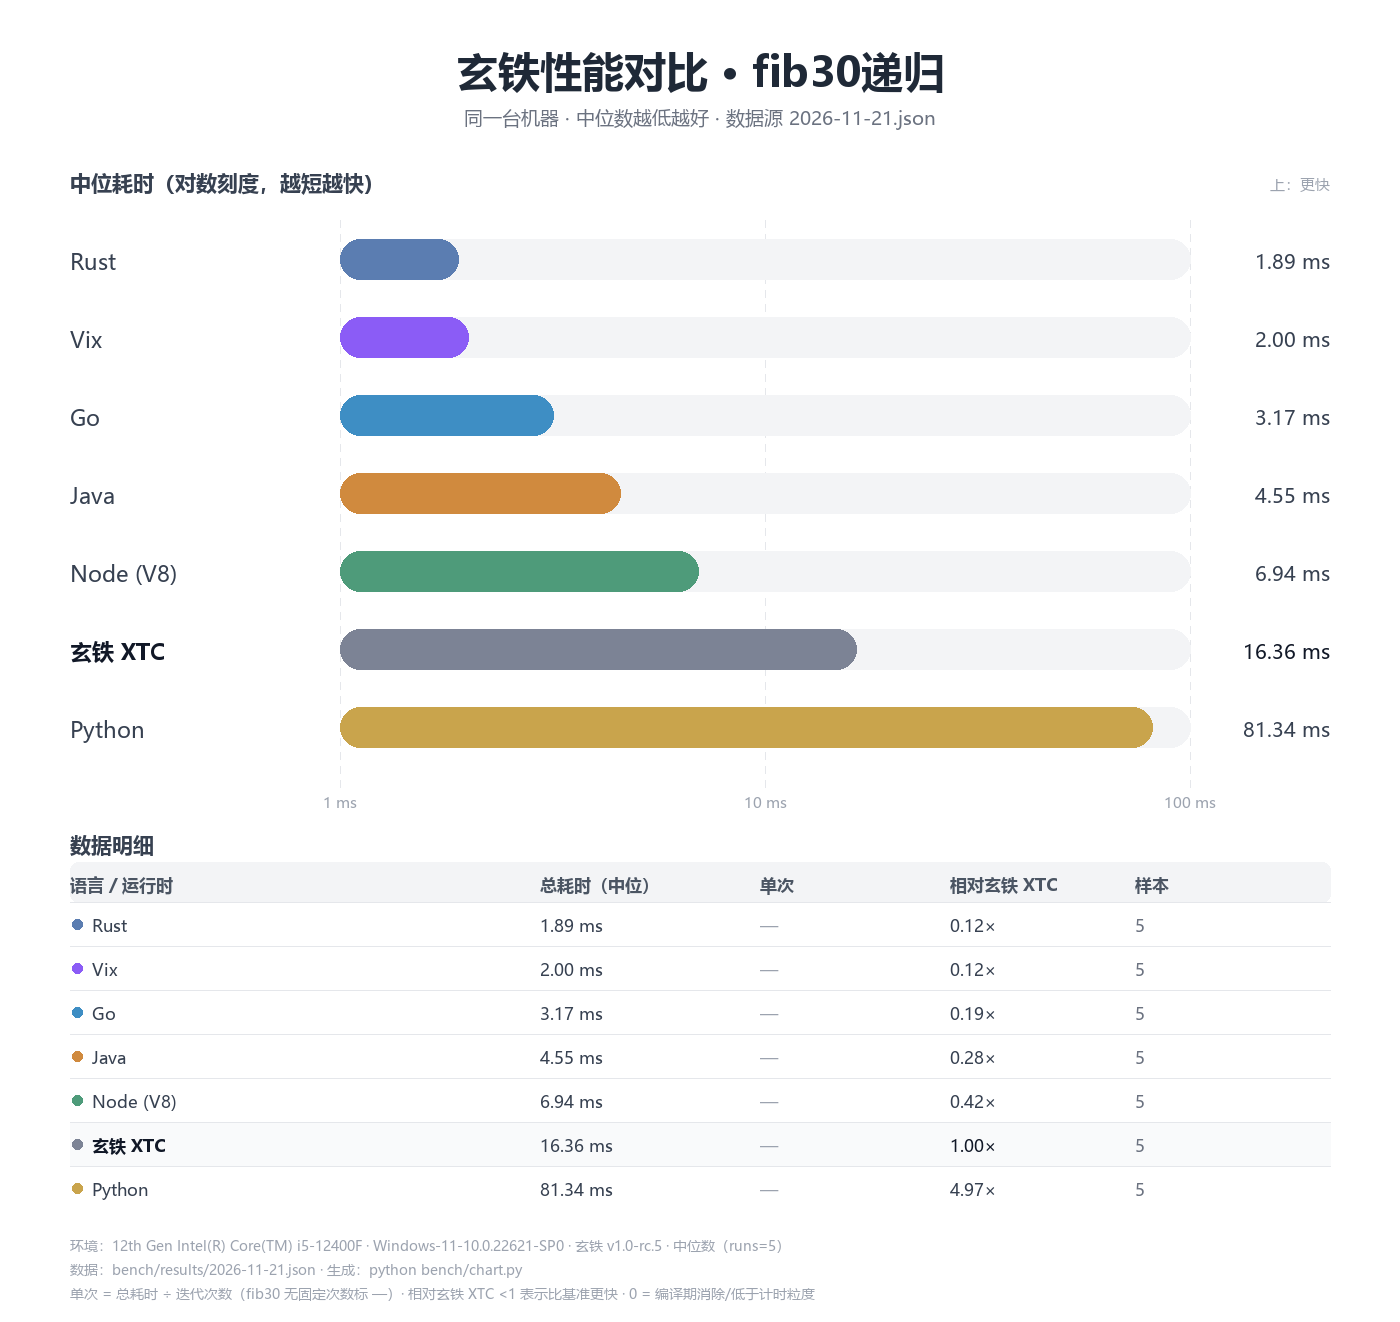 玄铁性能对比 • fib30递归
同一台机器 · 中位数越低越好 · 数据源 2026-11-21.json
中位耗时（对数刻度，越短越快）
上：更快
Rust 1.89 ms
Vix 2.00 ms
Go 3.17 ms
Java 4.55 ms
Node (V8) 6.94 ms
玄铁 XTC 16.36 ms
Python 81.34 ms
1 ms 10 ms 100 ms
数据明细
语言 / 运行时 总耗时（中位） 单次 相对玄铁 XTC 样本
Rust 1.89 ms — 0.12× 5
Vix 2.00 ms — 0.12× 5
Go 3.17 ms — 0.19× 5
Java 4.55 ms — 0.28× 5
Node (V8) 6.94 ms — 0.42× 5
玄铁 XTC 16.36 ms — 1.00× 5
Python 81.34 ms — 4.97× 5
环境：12th Gen Intel(R) Core(TM) i5-12400F · Windows-11-10.0.22621-SP0 · 玄铁 v1.0-rc.5 · 中位数（runs=5）
数据：bench/results/2026-11-21.json · 生成：python bench/chart.py
单次 = 总耗时 ÷ 迭代次数（fib30 无固定次数标 —）· 相对玄铁 XTC <1 表示比基准更快 · 0 = 编译期消除/低于计时粒度